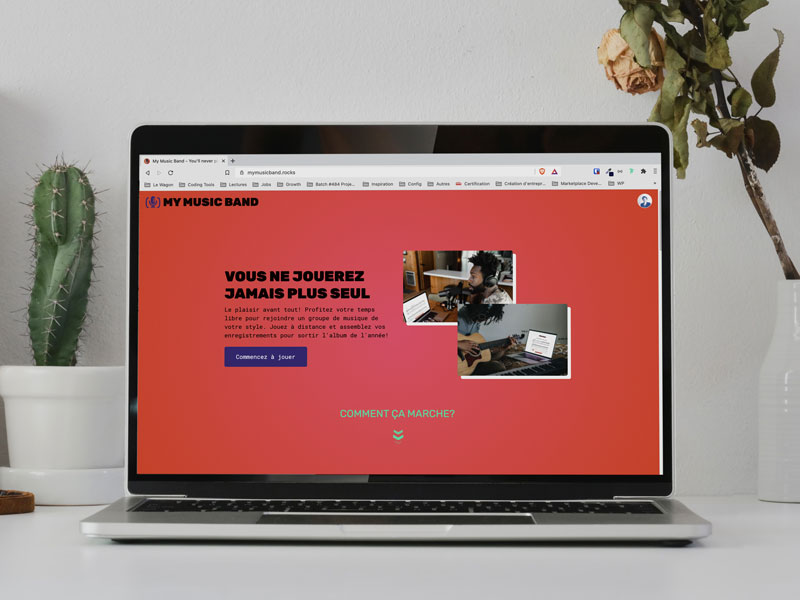 My Music Band - You'll never p
mymusicband.rocks
Le Wagon Coding Tools Lectures Jobs Growth Batch #484 Proje... Inspiration Config Autres Certification Création d'entrepr... Marketplace Deve... WP
MY MUSIC BAND
VOUS NE JOUEREZ
JAMAIS PLUS SEUL
Le plaisir avant tout! Profitez votre temps
libre pour rejoindre un groupe de musique de
votre style. Jouez à distance et assemblez vos
enregistrements pour sortir l'album de l'année!
Commencez à jouer
COMMENT ÇA MARCHE?